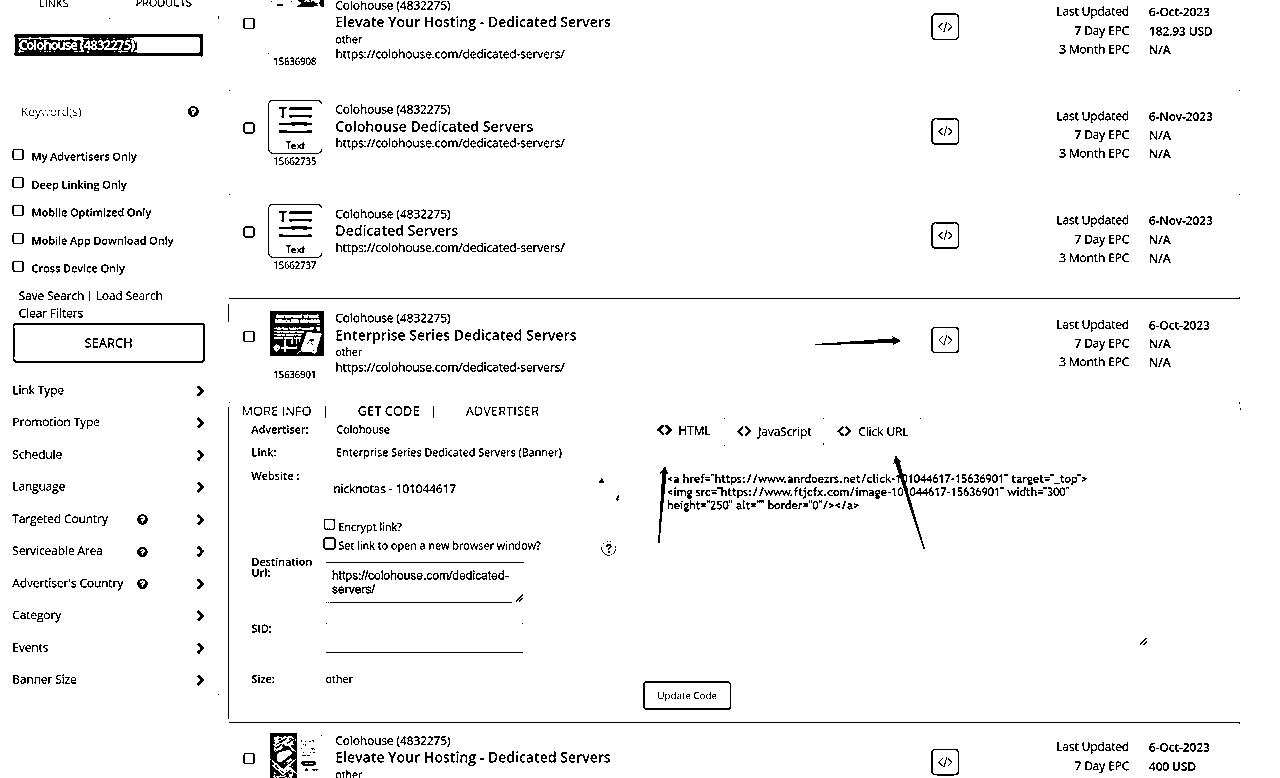 LINKS
PRODUCTS
Colohouse (4832275)
Keyword(s)
My Advertisers Only
Deep Linking Only
Mobile Optimized Only
Mobile App Download Only
Cross Device Only
Save Search | Load Search
Clear Filters
SEARCH
Link Type
Promotion Type
Schedule
Language
Targeted Country
Serviceable Area
Advertiser's Country
Category
Events
Banner Size
Colohouse (4832275)
Elevate Your Hosting - Dedicated Servers
other
https://colohouse.com/dedicated-servers/
15636908
</>
Last Updated 6-Oct-2023
7 Day EPC 182.93 USD
3 Month EPC N/A
Text
15662735
Colohouse (4832275)
Colohouse Dedicated Servers
https://colohouse.com/dedicated-servers/
</>
Last Updated 6-Nov-2023
7 Day EPC N/A
3 Month EPC N/A
Text
15662737
Colohouse (4832275)
Dedicated Servers
https://colohouse.com/dedicated-servers/
</>
Last Updated 6-Nov-2023
7 Day EPC N/A
3 Month EPC N/A
15636901
Colohouse (4832275)
Enterprise Series Dedicated Servers
other
https://colohouse.com/dedicated-servers/
</>
Last Updated 6-Oct-2023
7 Day EPC N/A
3 Month EPC N/A
MORE INFO | GET CODE | ADVERTISER
Advertiser: Colohouse
Link: Enterprise Series Dedicated Servers (Banner)
Website : nicknotas - 101044617
Encrypt link?
Set link to open a new browser window?
Destination Url: https://colohouse.com/dedicated-
servers/
SID:
Size: other
<> HTML <> JavaScript <> Click URL
<a href="https://www.anrdoezrs.net/click-101044617-15636901" target="_top">
<img src="https://www.ftjcfx.com/image-101044617-15636901" width="300"
height="250" alt="" border="0"/></a>
Update Code
Colohouse (4832275)
Elevate Your Hosting - Dedicated Servers
other
</>
Last Updated 6-Oct-2023
7 Day EPC 400 USD